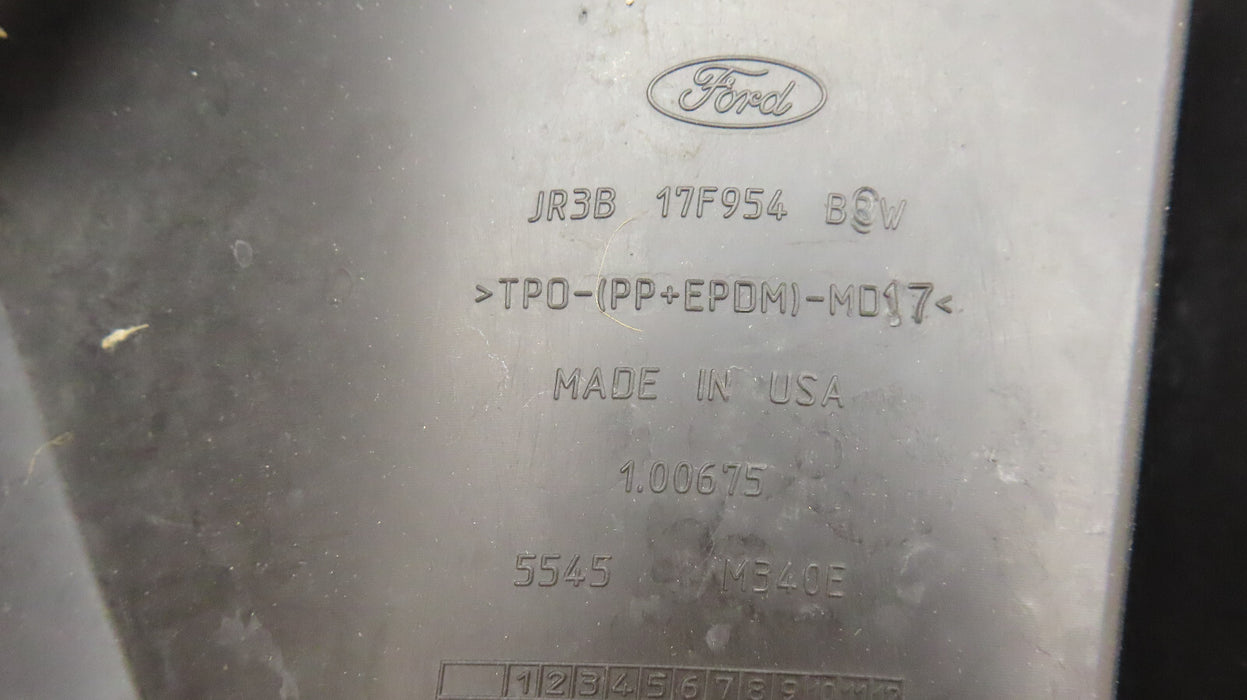 Ford
JR3B 17F954 B8W
>TPO-(PP+EPDM)-MD17<
MADE IN USA
1.00675
5545 M340E
1 2 3 4 5 6 7 8 9 10 11 12